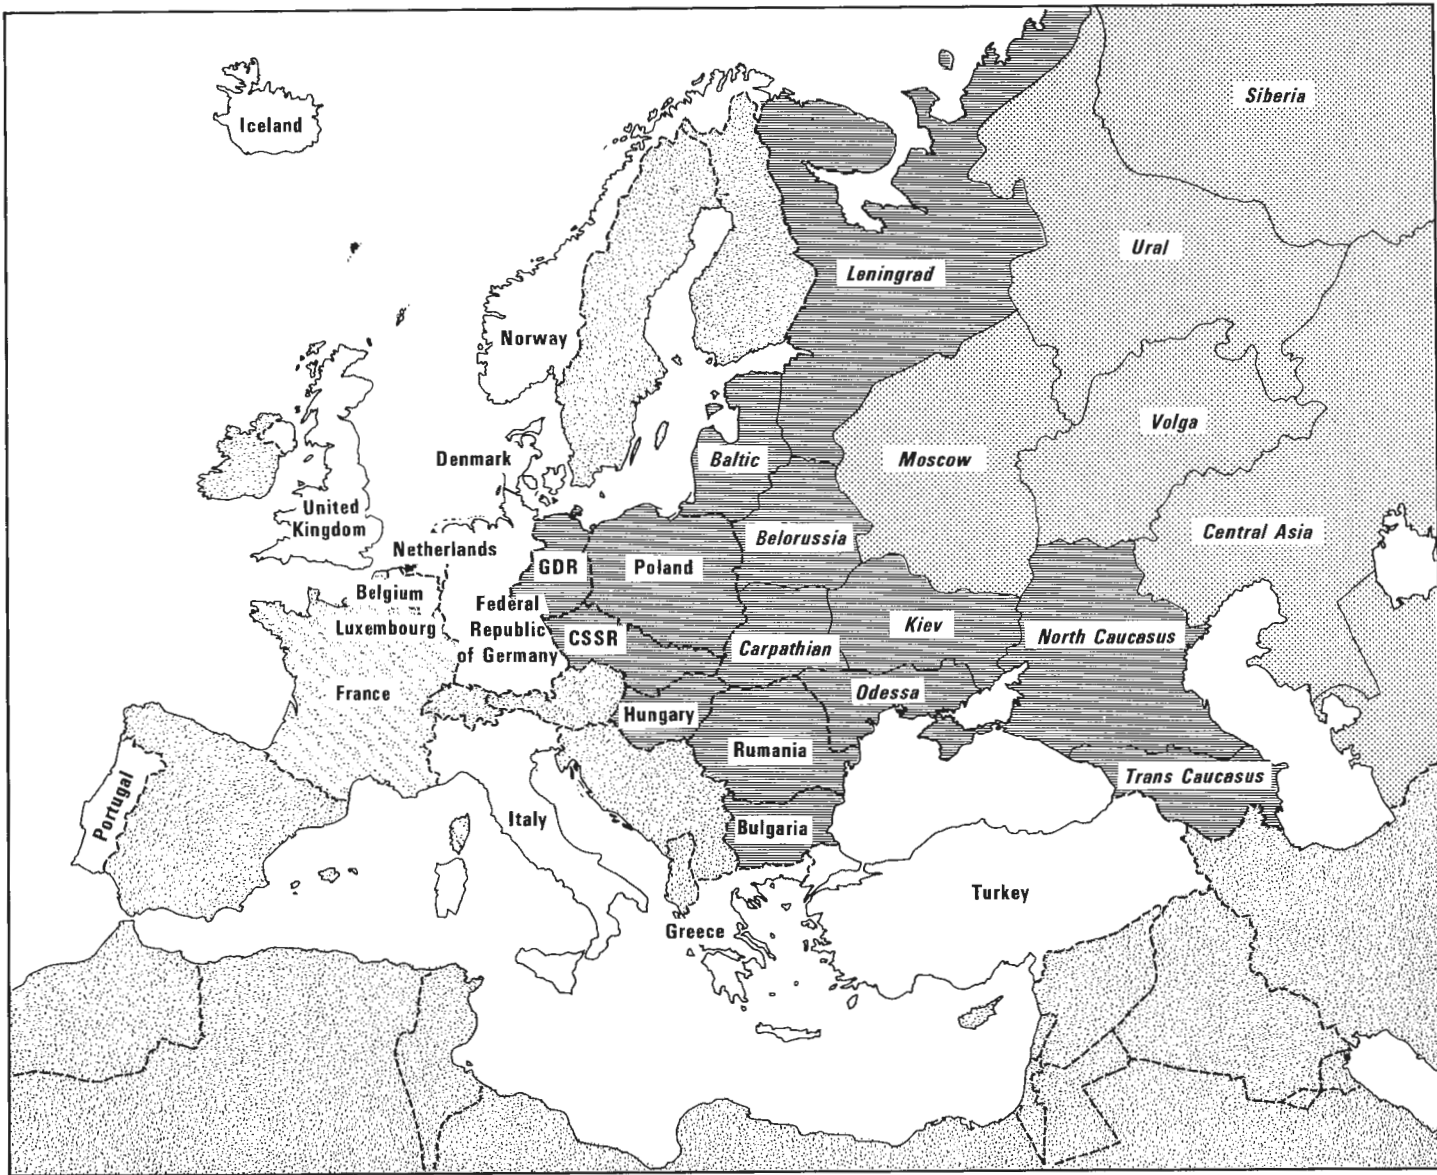 Siberia
Iceland
Ural
Leningrad
Norway
Volga
Denmark
Baltic
Moscow
United
Kingdom
Central Asia
Belorussia
Netherlands
GDR
Poland
Belgium
Federal
Republic
of Germany
Luxembourg
CSSR
Kiev
North Caucasus
Carpathian
France
Odessa
Hungary
Rumania
Trans Caucasus
Portugal
Italy
Bulgaria
Turkey
Greece